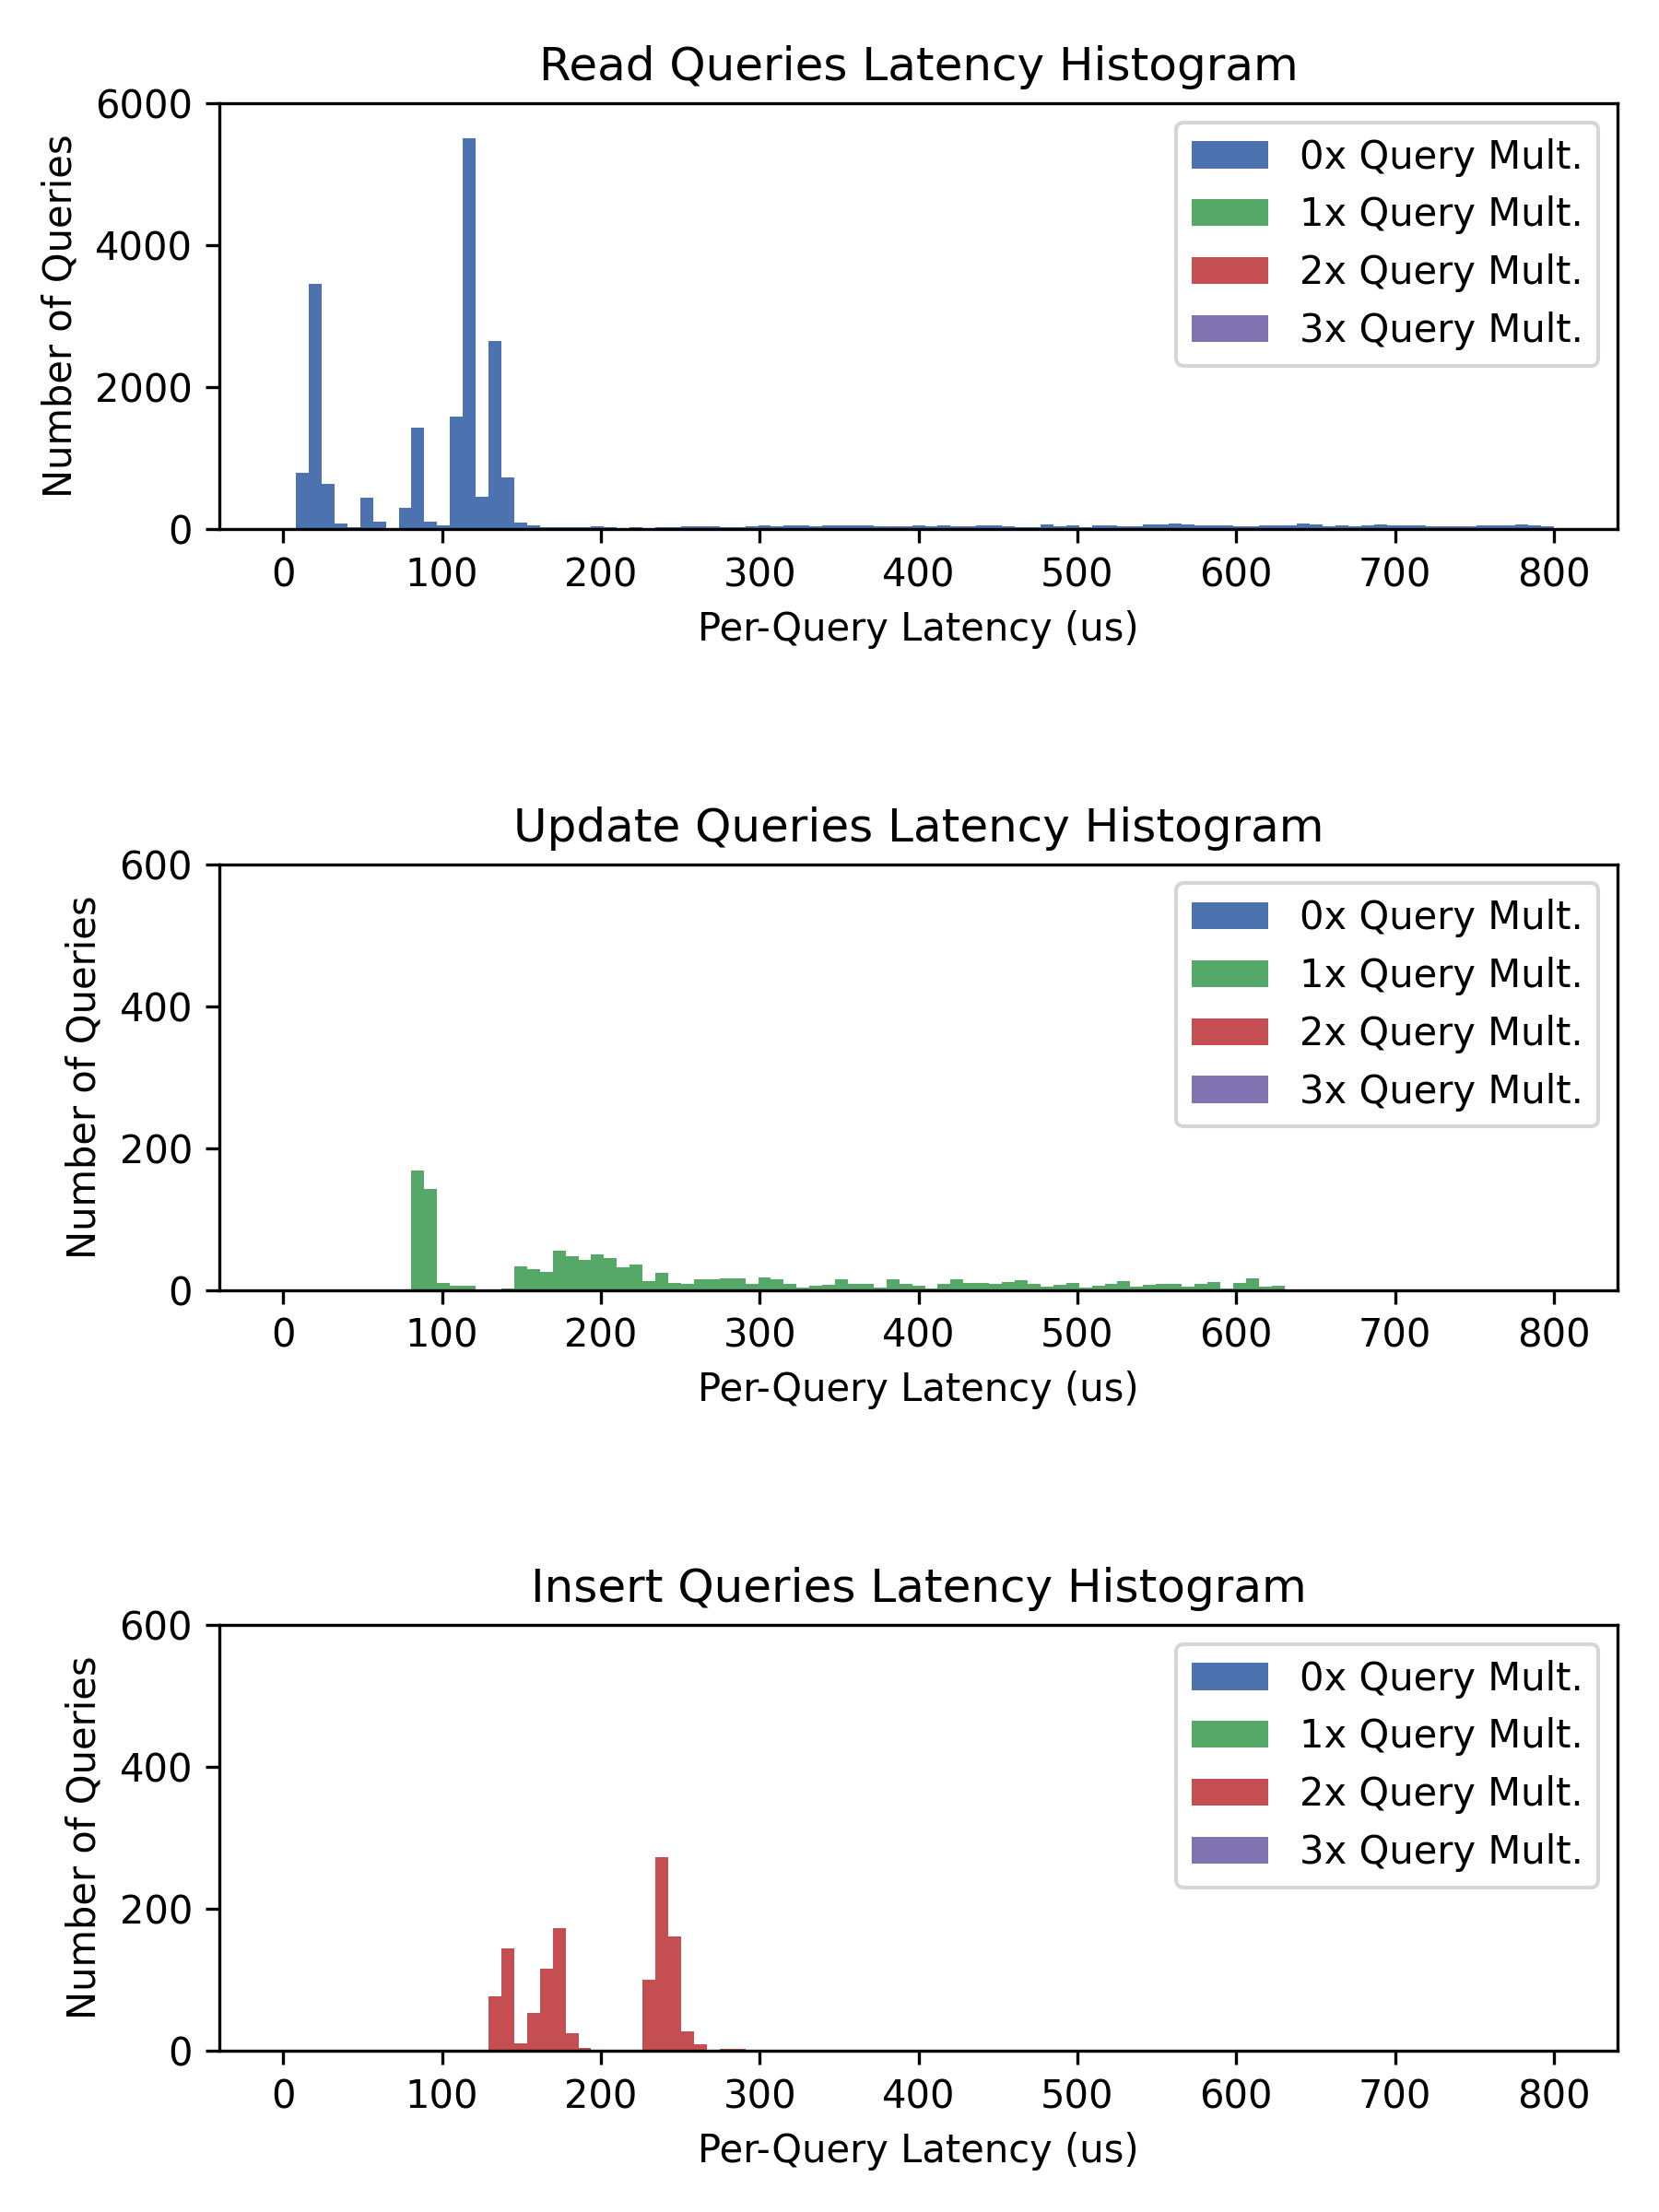 Read Queries Latency Histogram
6000
4000
2000
0
Number of Queries
0x Query Mult.
1x Query Mult.
2x Query Mult.
3x Query Mult.
0 100 200 300 400 500 600 700 800
Per-Query Latency (us)
Update Queries Latency Histogram
600
400
200
0
Number of Queries
0x Query Mult.
1x Query Mult.
2x Query Mult.
3x Query Mult.
0 100 200 300 400 500 600 700 800
Per-Query Latency (us)
Insert Queries Latency Histogram
600
400
200
0
Number of Queries
0x Query Mult.
1x Query Mult.
2x Query Mult.
3x Query Mult.
0 100 200 300 400 500 600 700 800
Per-Query Latency (us)